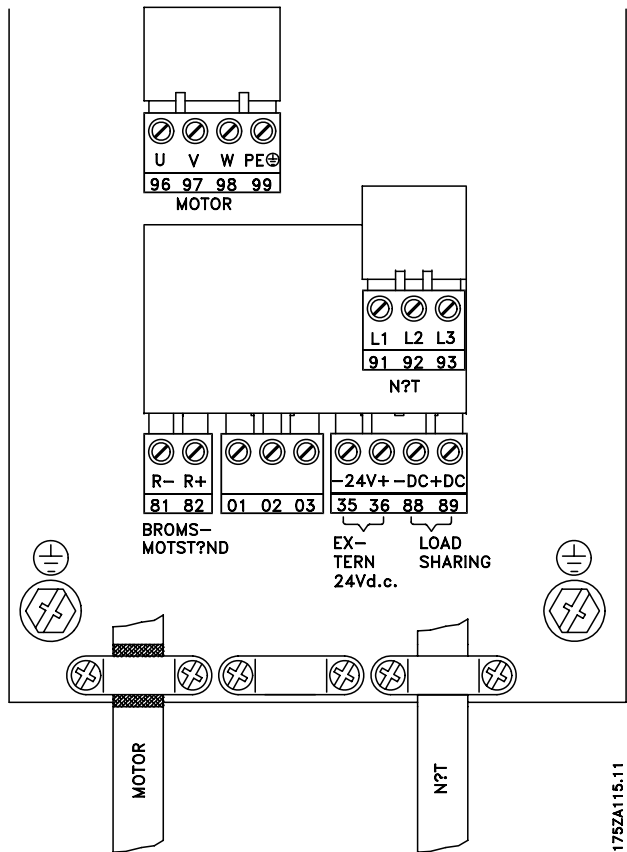 U V W PE
96 97 98 99
MOTOR
L1 L2 L3
91 92 93
N?T
R- R+
-24V+ -DC+DC
81 82
01 02 03
35 36 88 89
BROMS-
MOTST?ND
EX-
TERN
24Vd.c.
LOAD
SHARING
MOTOR
N?T
175ZA115.11